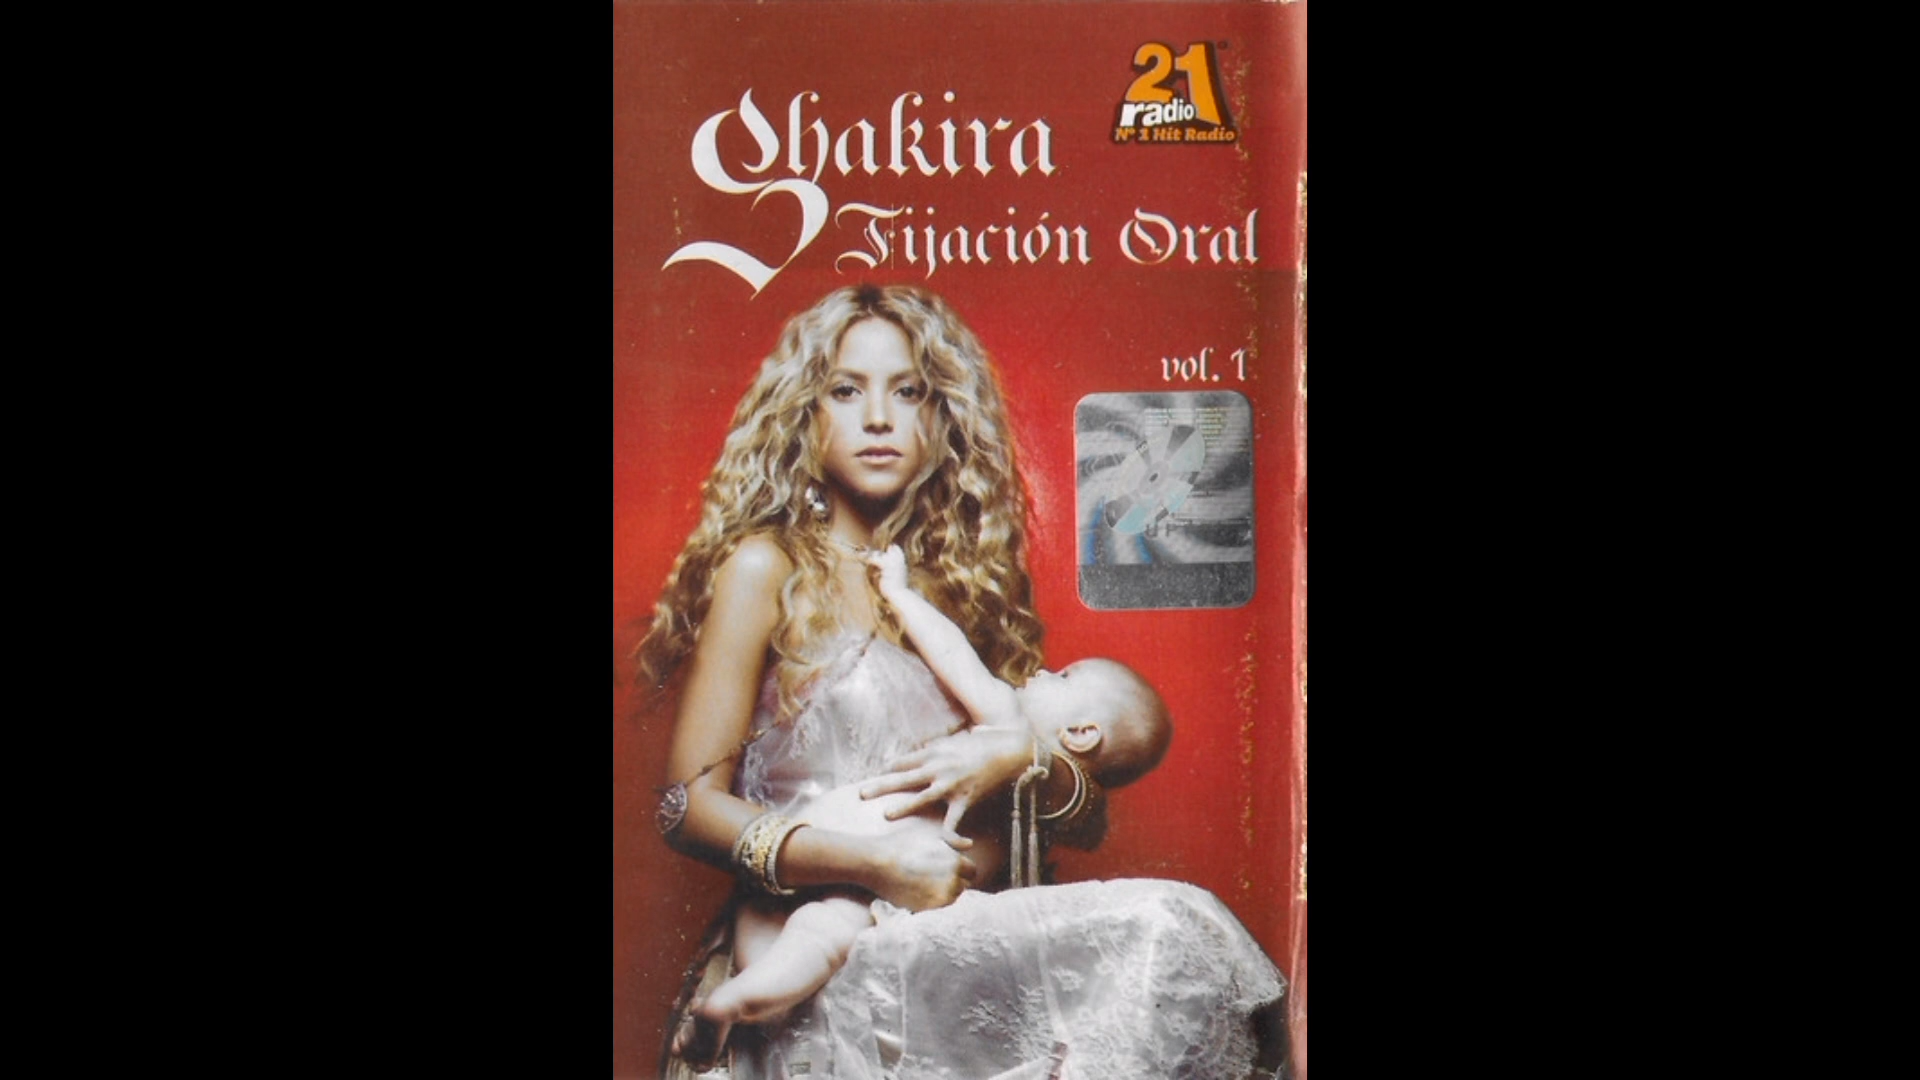 Shakira
21
radio
Nº 1 Hit Radio
Fijación Oral
vol. 1